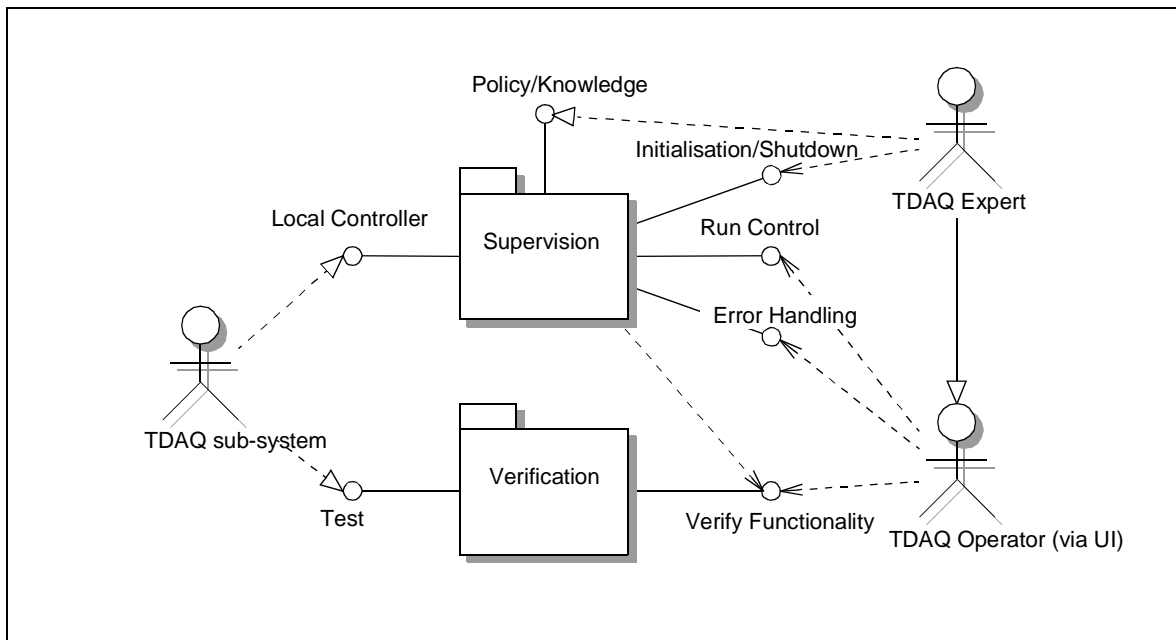 Policy/Knowledge
Initialisation/Shutdown
TDAQ Expert
Local Controller
Supervision
Run Control
Error Handling
TDAQ sub-system
Verification
Test
Verify Functionality
TDAQ Operator (via UI)